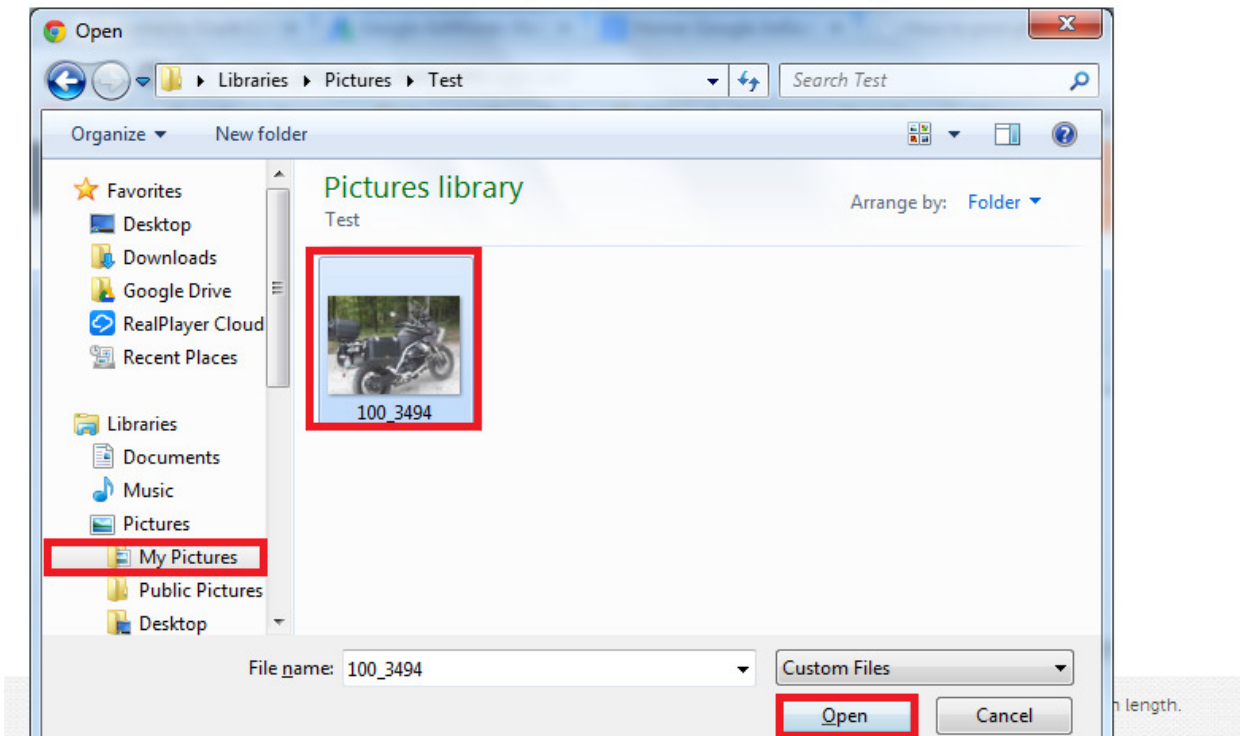 Open
Libraries Pictures Test
Search Test
Organize New folder
Favorites
Desktop
Downloads
Google Drive
RealPlayer Cloud
Recent Places
Libraries
Documents
Music
Pictures
My Pictures
Public Pictures
Desktop
Pictures library
Test
Arrange by: Folder
100_3494
File name: 100_3494
Custom Files
Open Cancel
length.